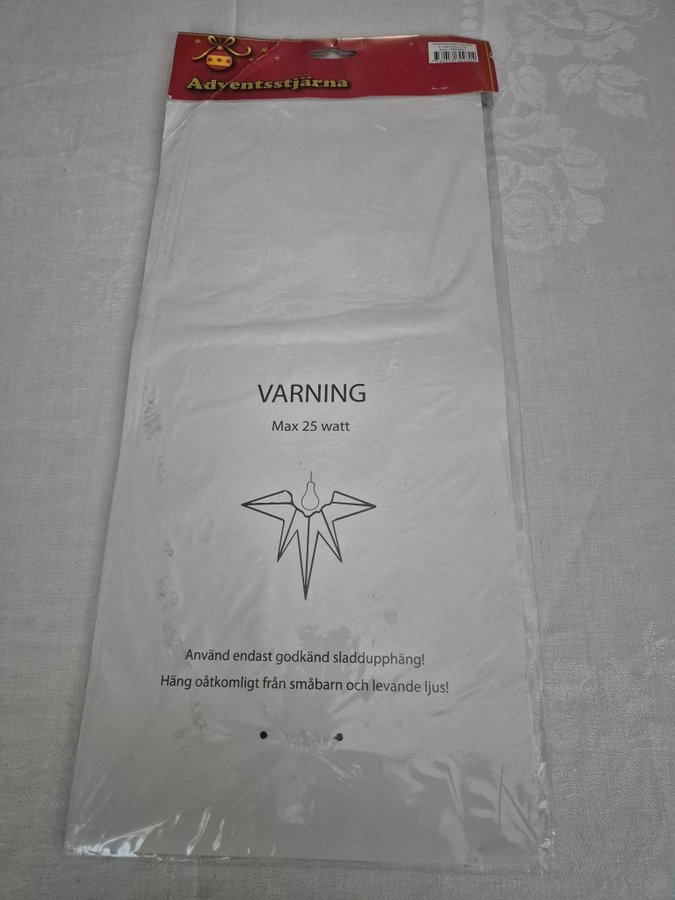 Adventsstjärna
VARNING
Max 25 watt
Använd endast godkänd sladdupphäng!
Häng oåtkomligt från småbarn och levande ljus!